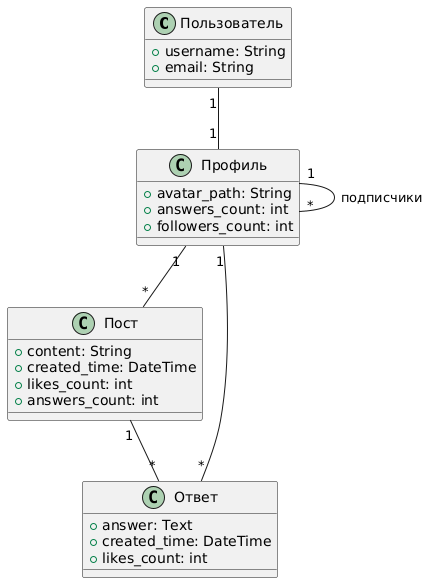 C Пользователь
username: String
email: String
1
1
C Профиль
avatar_path: String
answers_count: int
followers_count: int
1
* подписчики
1
1
*
C Пост
content: String
created_time: DateTime
likes_count: int
answers_count: int
1
*
*
C Ответ
answer: Text
created_time: DateTime
likes_count: int